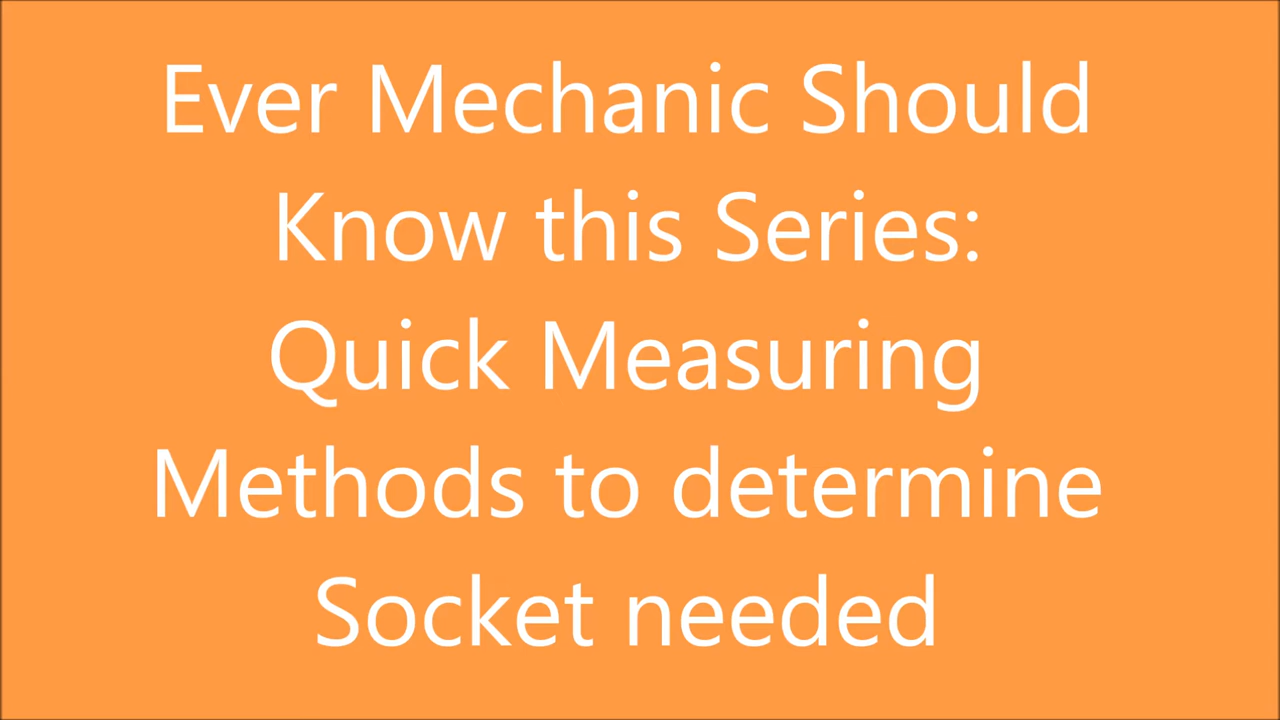 Ever Mechanic Should
Know this Series:
Quick Measuring
Methods to determine
Socket needed